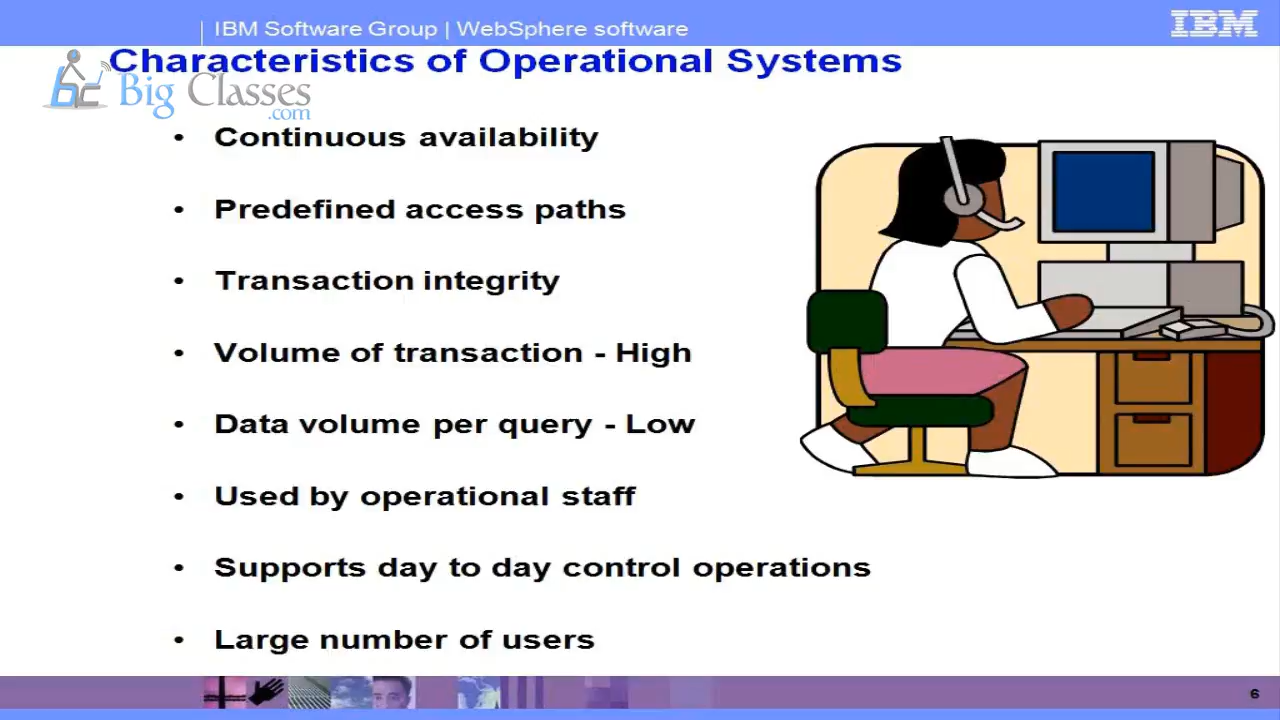 IBM Software Group | WebSphere software
IBM
Characteristics of Operational Systems
bc Big Classes
.com
• Continuous availability
• Predefined access paths
• Transaction integrity
• Volume of transaction - High
• Data volume per query - Low
• Used by operational staff
• Supports day to day control operations
• Large number of users
6